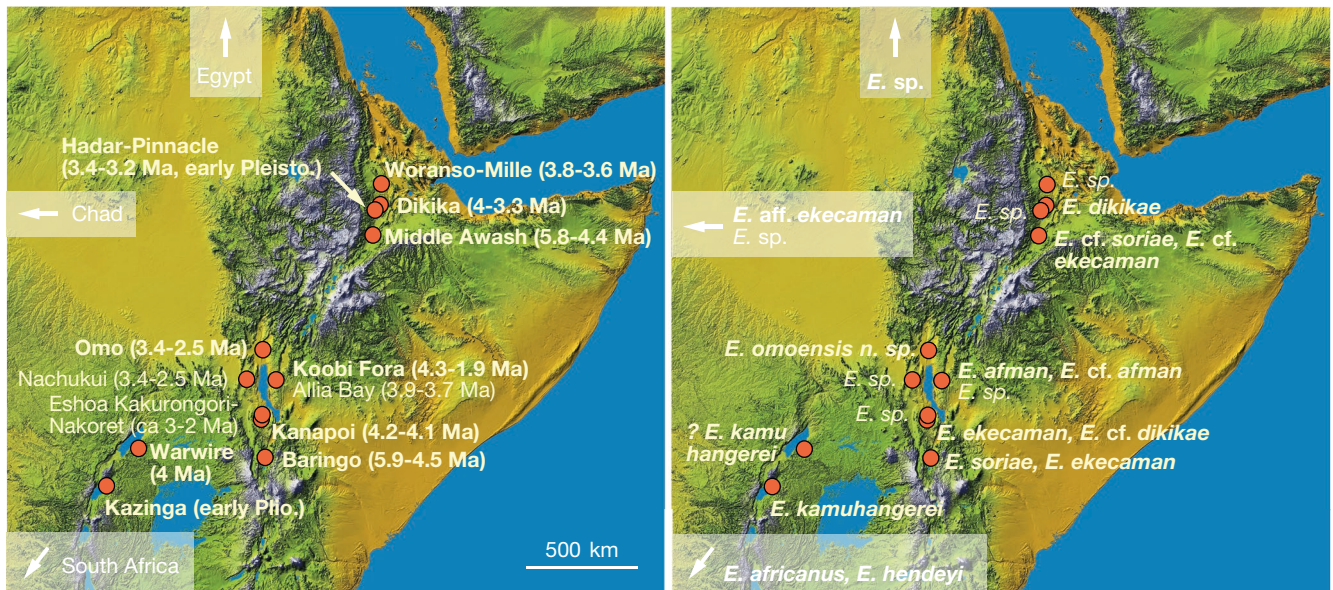 Egypt
Hadar-Pinnacle
(3.4-3.2 Ma, early Pleisto.)
Woranso-Mille (3.8-3.6 Ma)
Chad
Dikika (4-3.3 Ma)
Middle Awash (5.8-4.4 Ma)
Omo (3.4-2.5 Ma)
Koobi Fora (4.3-1.9 Ma)
Nachukui (3.4-2.5 Ma)
Allia Bay (3.9-3.7 Ma)
Eshoa Kakurongori-
Nakoret (ca 3-2 Ma)
Kanapoi (4.2-4.1 Ma)
Warwire
(4 Ma)
Baringo (5.9-4.5 Ma)
Kazinga (early Plio.)
South Africa
500 km
E. sp.
E. sp.
E. sp.
E. dikikae
E. aff. ekecaman
E. sp.
E. cf. soriae, E. cf.
ekecaman
E. omoensis n. sp.
E. sp.
E. afman, E. cf. afman
E. sp.
E. sp.
E. ekecaman, E. cf. dikikae
? E. kamu
hangerei
E. soriae, E. ekecaman
E. kamuhangerei
E. africanus, E. hendeyi